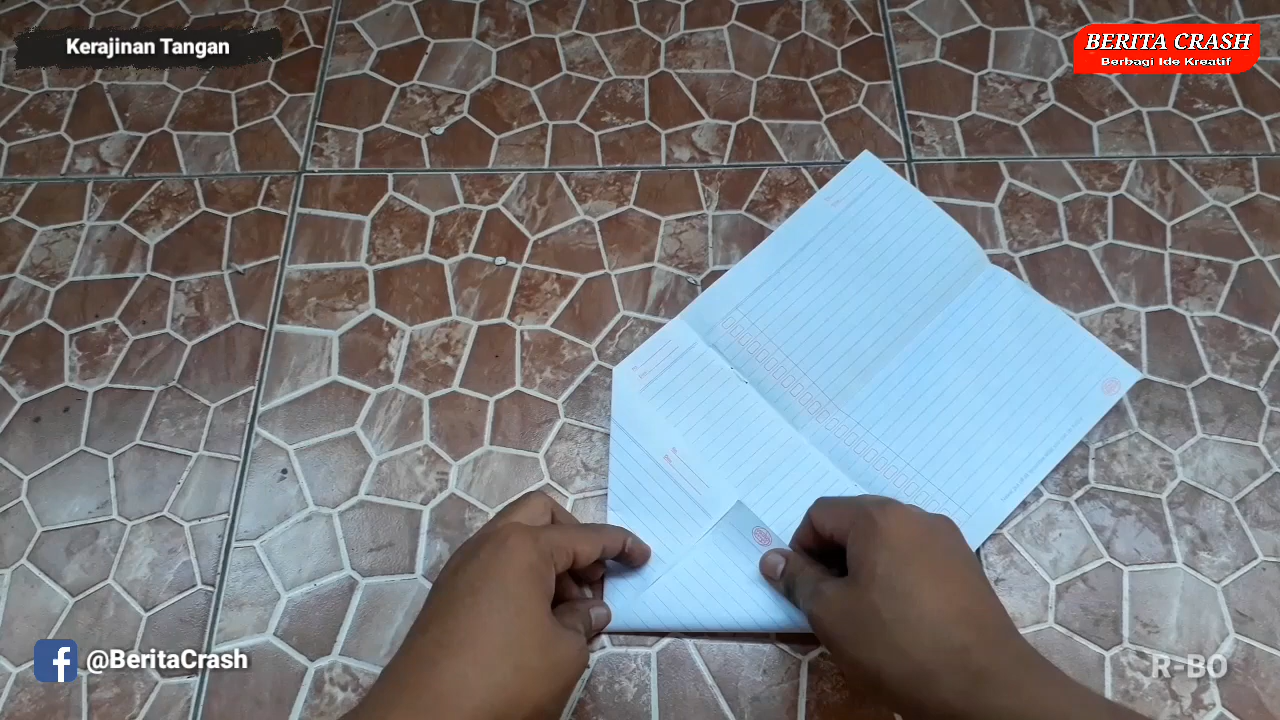 Kerajinan Tangan
BERITA CRASH
Berbagi Ide Kreatif
@BeritaCrash
R-BO